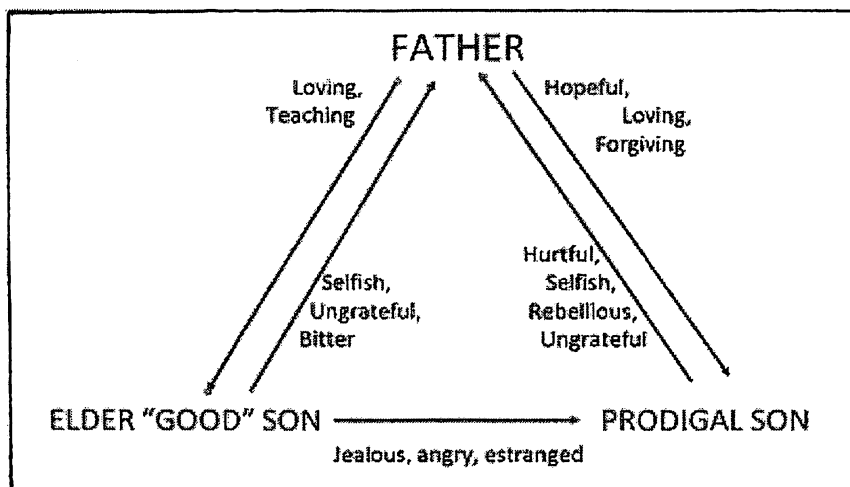 FATHER
Loving,
Teaching
Hopeful,
Loving,
Forgiving
Selfish,
Ungrateful,
Bitter
Hurtful,
Selfish,
Rebellious,
Ungrateful
ELDER "GOOD" SON
PRODIGAL SON
Jealous, angry, estranged